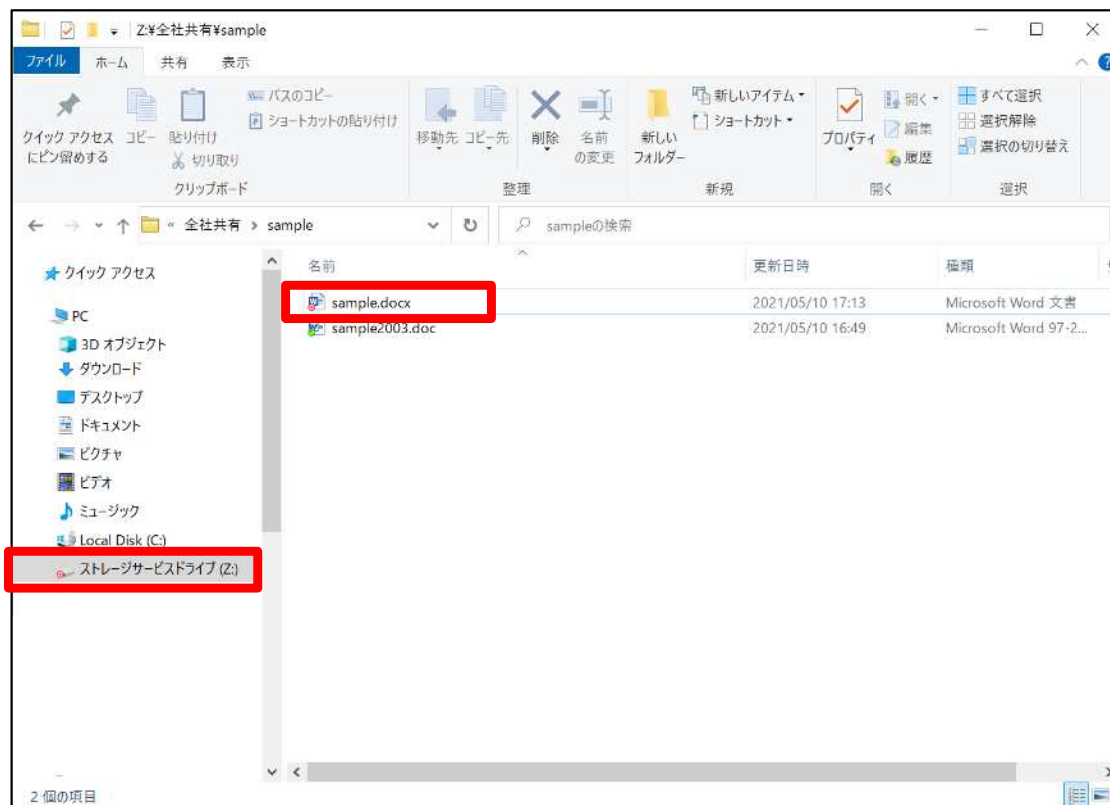 Z:¥全社共有¥sample
ファイル ホーム 共有 表示
クイック アクセス
にピン留めする
コピー
貼り付け
切り取り
パスのコピー
ショートカットの貼り付け
クリップボード
移動先
コピー先
削除
名前
の変更
整理
新しい
フォルダー
新しいアイテム
ショートカット
新規
プロパティ
開く
編集
履歴
開く
すべて選択
選択解除
選択の切り替え
選択
« 全社共有 > sample
sampleの検索
クイック アクセス
PC
3D オブジェクト
ダウンロード
デスクトップ
ドキュメント
ピクチャ
ビデオ
ミュージック
Local Disk (C:)
ストレージサービスドライブ (Z:)
名前 更新日時 種類
sample.docx 2021/05/10 17:13 Microsoft Word 文書
sample2003.doc 2021/05/10 16:49 Microsoft Word 97-2...
2 個の項目